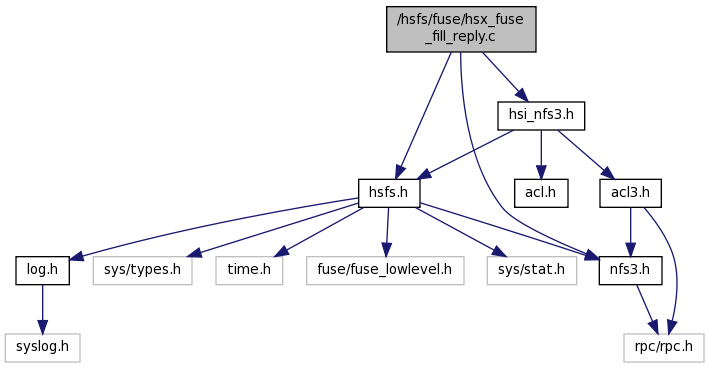 /hsfs/fuse/hsx_fuse
_fill_reply.c
hsi_nfs3.h
hsfs.h
acl.h
acl3.h
log.h
sys/types.h
time.h
fuse/fuse_lowlevel.h
sys/stat.h
nfs3.h
syslog.h
rpc/rpc.h